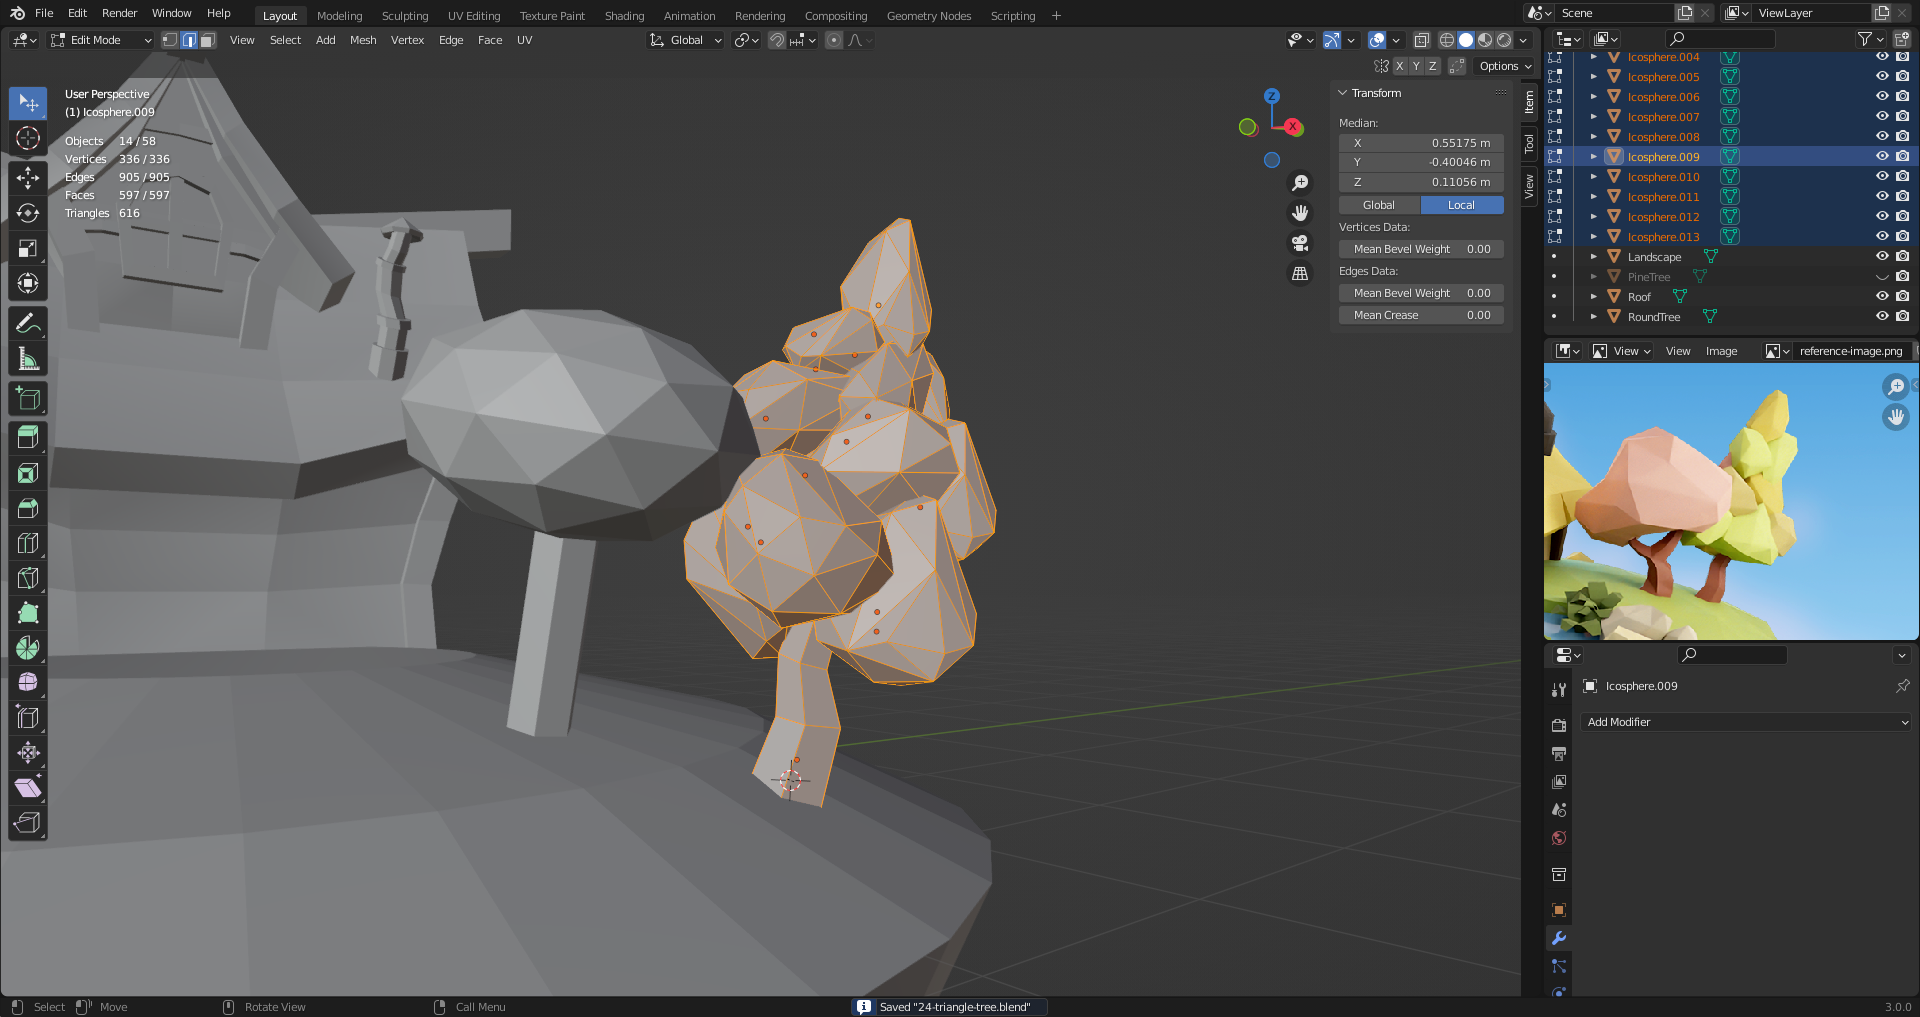 File Edit Render Window Help Layout Modeling Sculpting UV Editing Texture Paint Shading Animation Rendering Compositing Geometry Nodes Scripting + Scene ViewLayer
Edit Mode View Select Add Mesh Vertex Edge Face UV Global
X Y Z Options
User Perspective
(1) Icosphere.009
Objects 14 / 58
Vertices 336 / 336
Edges 905 / 905
Faces 597 / 597
Triangles 616
Z
X
Transform
Median:
X 0.55175 m
Y -0.40046 m
Z 0.11056 m
Global Local
Vertices Data:
Mean Bevel Weight 0.00
Edges Data:
Mean Bevel Weight 0.00
Mean Crease 0.00
Item
Tool
View
Icosphere.004
Icosphere.005
Icosphere.006
Icosphere.007
Icosphere.008
Icosphere.009
Icosphere.010
Icosphere.011
Icosphere.012
Icosphere.013
Landscape
PineTree
Roof
RoundTree
View View Image reference-image.png
Icosphere.009
Add Modifier
Select Move Rotate View Call Menu Saved "24-triangle-tree.blend" 3.0.0